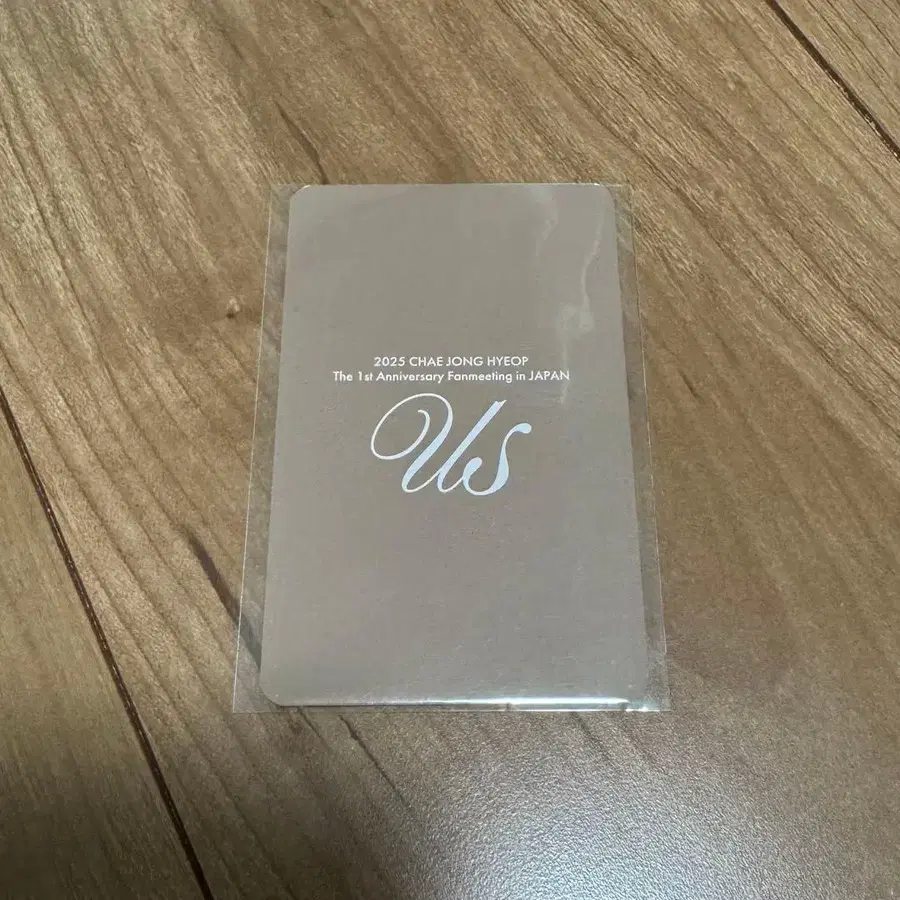 2025 CHAE JONG HYEOP
The 1st Anniversary Fanmeeting in JAPAN
Us